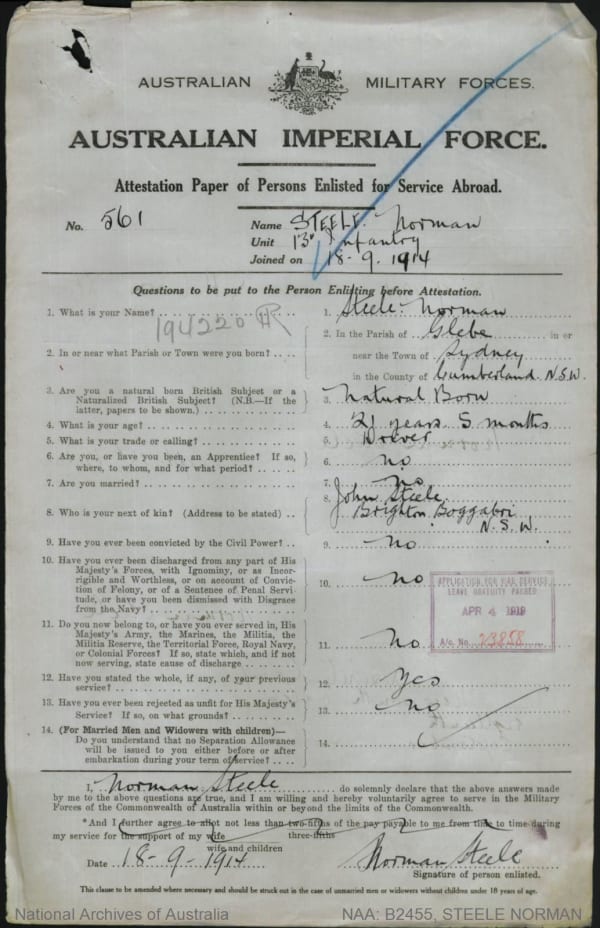 AUSTRALIAN MILITARY FORCES.
AUSTRALIAN IMPERIAL FORCE.
Attestation Paper of Persons Enlisted for Service Abroad.
No. 561
Name STEELE. Norman
Unit 13th Infantry
Joined on 18-9.1914
Questions to be put to the Person Enlisting before Attestation.
1. What is your Name?
194220
1. Steele. Norman
2. In or near what Parish or Town were you born?
2. In the Parish of Glebe in or
near the Town of Sydney
in the County of Cumberland. N.S.W.
3. Are you a natural born British Subject or a
Naturalized British Subject? (N.B.—If the
latter, papers to be shown.)
3. Natural Born
4. What is your age?
4. 21 years 5 months
5. What is your trade or calling?
5. Driver
6. Are you, or have you been, an Apprentice? If so,
where, to whom, and for what period?
6. no
7. Are you married?
7. no
8. Who is your next of kin? (Address to be stated)
8. John Steele.
Brighton Boggabri
N.S.W.
9. Have you ever been convicted by the Civil Power?
9. no
10. Have you ever been discharged from any part of His
Majesty's Forces, with Ignominy, or as Incor-
rigible and Worthless, or on account of Convic-
tion of Felony, or of a Sentence of Penal Servi-
tude, or have you been dismissed with Disgrace
from the Navy?
10. no
APPLICATION FOR WAR SERVICE
LEAVE GRATUITY PASSED
APR 4 1919
A/c. No. 23858
11. Do you now belong to, or have you ever served in, His
Majesty's Army, the Marines, the Militia, the
Militia Reserve, the Territorial Force, Royal Navy,
or Colonial Forces? If so, state which, and if not
now serving, state cause of discharge
11. no
12. Have you stated the whole, if any, of your previous
service?
12. yes
13. Have you ever been rejected as unfit for His Majesty's
Service? If so, on what grounds?
13. no
14. (For Married Men and Widowers with children)—
Do you understand that no Separation Allowance
will be issued to you either before or after
embarkation during your term of service?
14.
I, Norman Steele do solemnly declare that the above answers made
by me to the above questions are true, and I am willing and hereby voluntarily agree to serve in the Military
Forces of the Commonwealth of Australia within or beyond the limits of the Commonwealth.
*And I further agree to allot not less than two-fifths of the pay payable to me from time to time during
three-fifths
my service for the support of my wife
wife and children
Date 18-9-1914
Norman Steele
Signature of person enlisted.
This clause to be amended where necessary and should be struck out in the case of unmarried men or widowers without children under 18 years of age.
National Archives of Australia
NAA: B2455, STEELE NORMAN